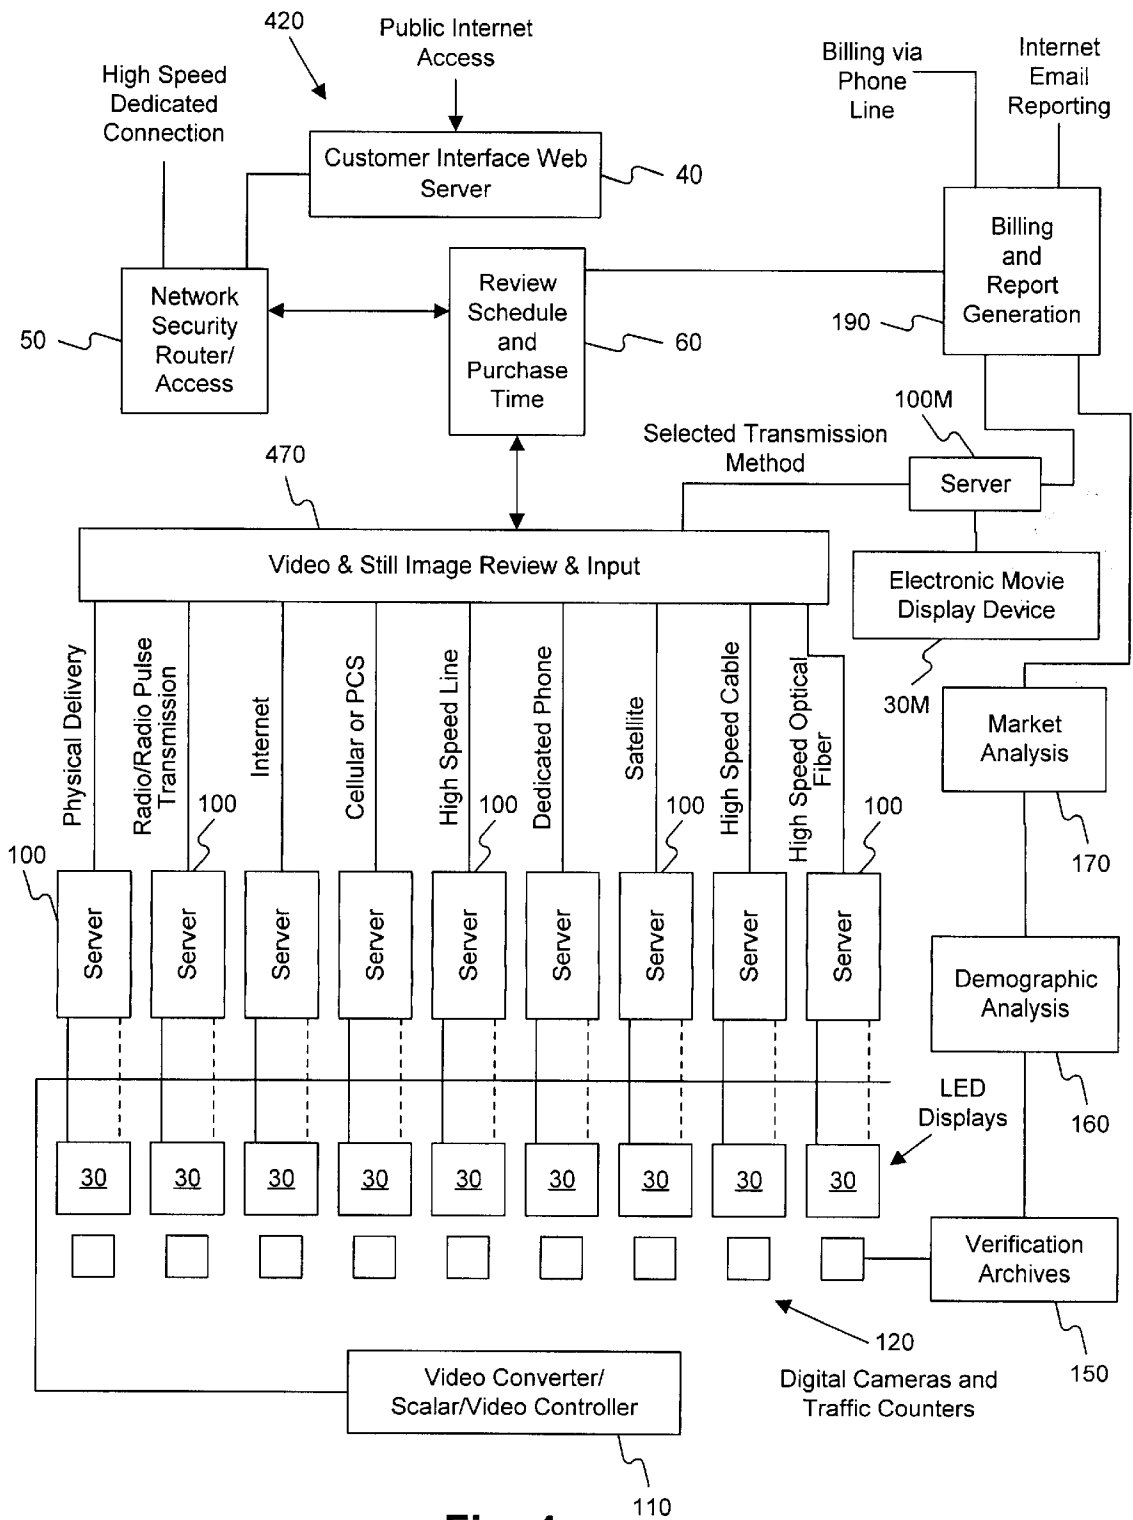 420
Public Internet
Access
High Speed
Dedicated
Connection
Billing via
Phone
Line
Internet
Email
Reporting
Customer Interface Web
Server
40
Network
Security
Router/
Access
50
Review
Schedule
and
Purchase
Time
60
Billing
and
Report
Generation
190
100M
Selected Transmission
Method
Server
470
Video & Still Image Review & Input
Electronic Movie
Display Device
30M
Physical Delivery
Radio/Radio Pulse
Transmission
Internet
Cellular or PCS
High Speed Line
Dedicated Phone
Satellite
High Speed Cable
High Speed Optical
Fiber
Market
Analysis
170
100
100
100
100
100
Server
Server
Server
Server
Server
Server
Server
Server
Server
Demographic
Analysis
160
LED
Displays
30
30
30
30
30
30
30
30
30
Verification
Archives
150
120
Digital Cameras and
Traffic Counters
Video Converter/
Scalar/Video Controller
110